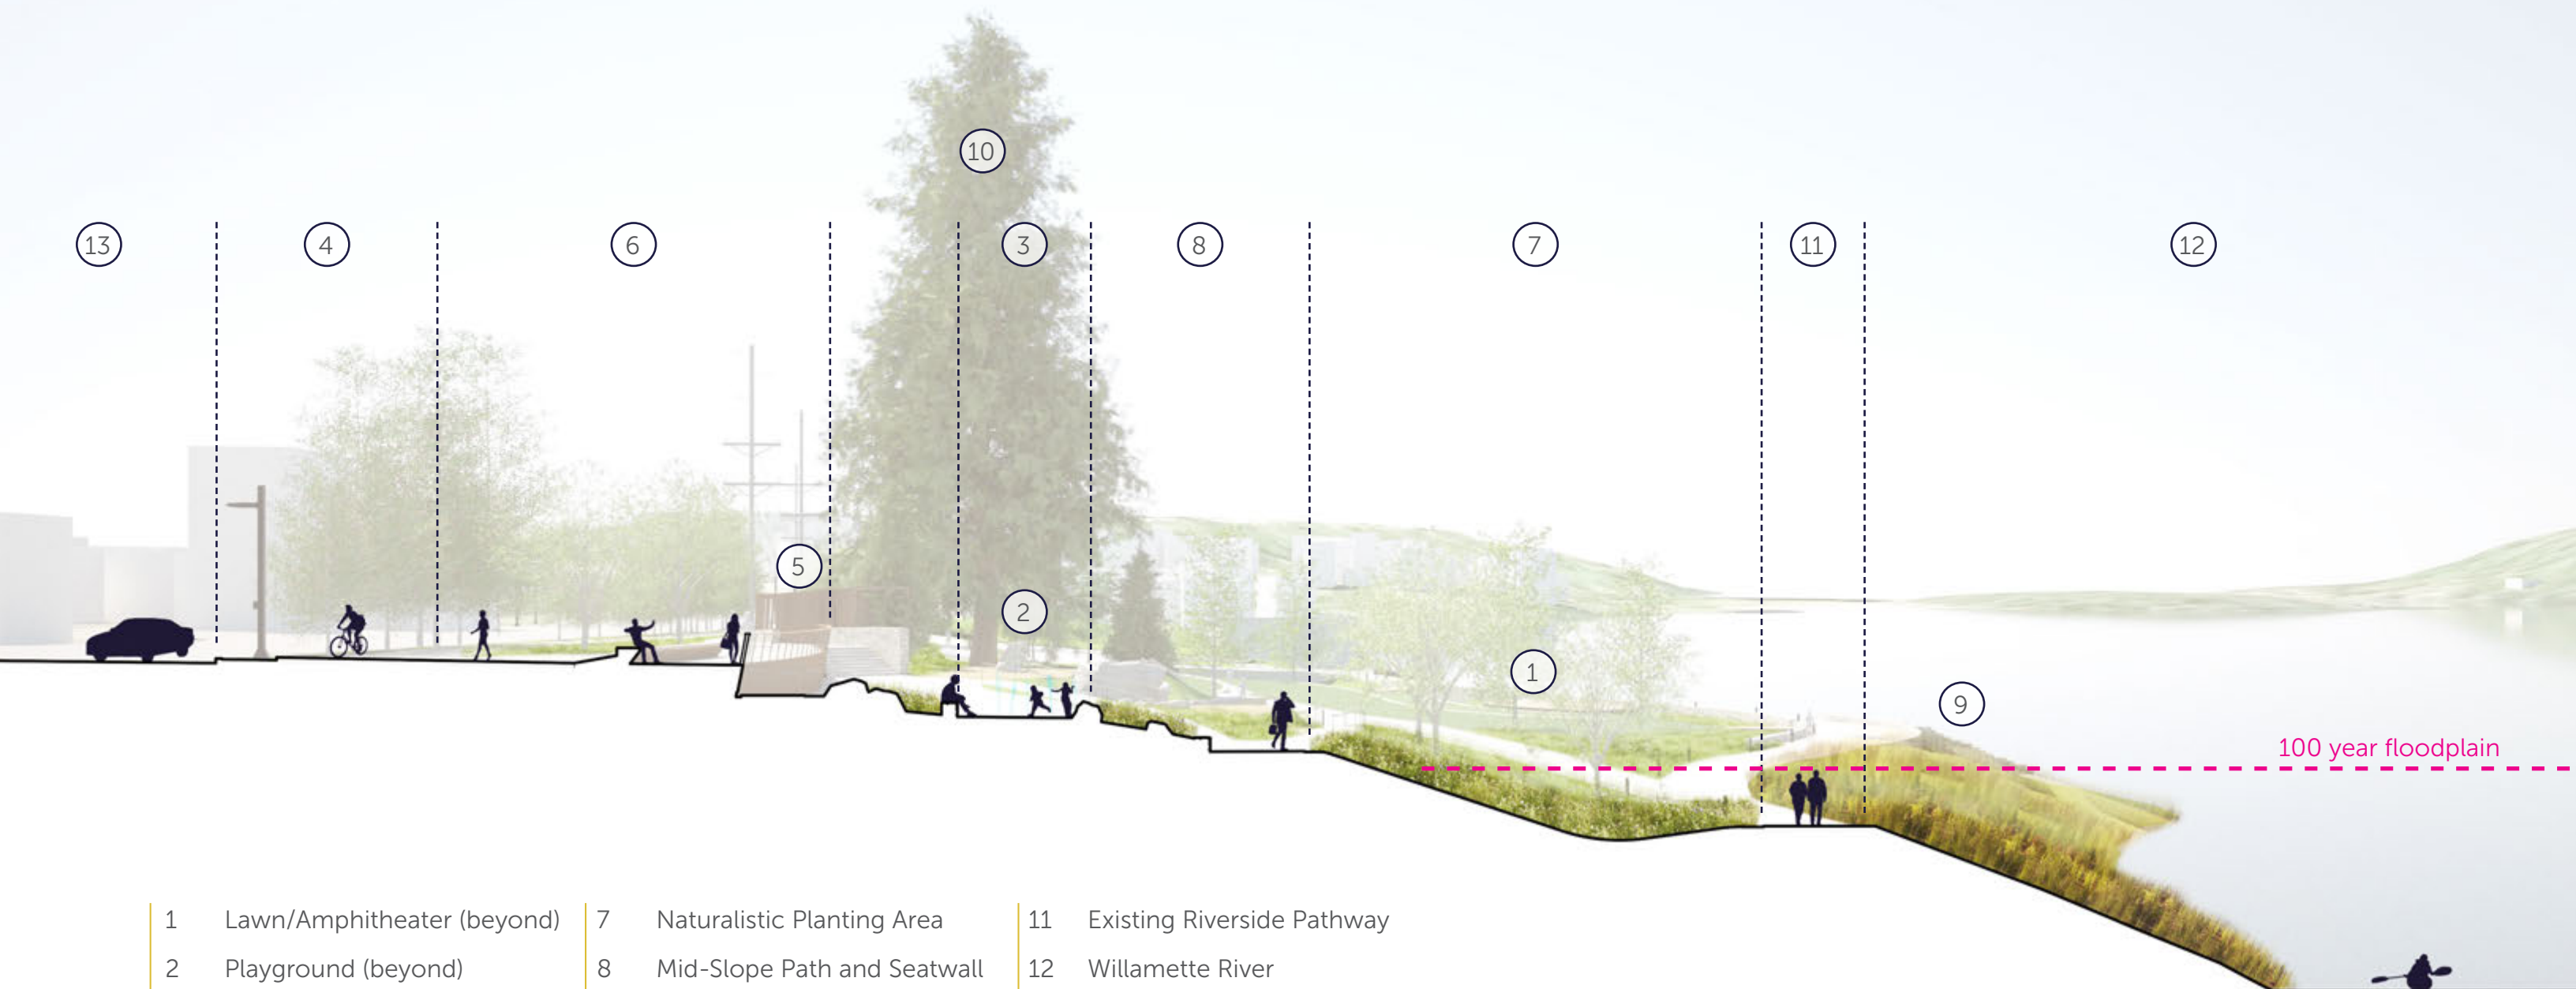 10
13 4 6 3 8 7 11 12
5
2
1
9
100 year floodplain
1 Lawn/Amphitheater (beyond)
2 Playground (beyond)
7 Naturalistic Planting Area
8 Mid-Slope Path and Seatwall
11 Existing Riverside Pathway
12 Willamette River